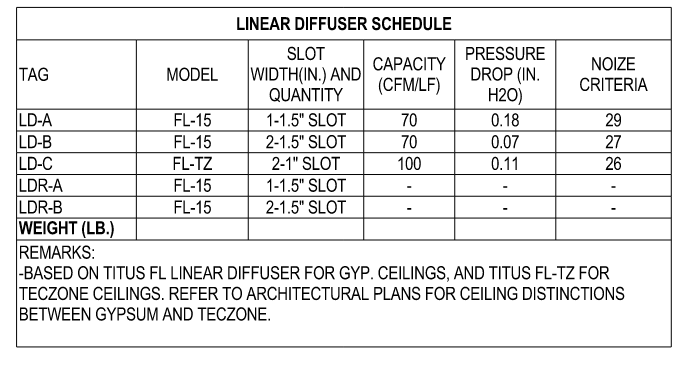 LINEAR DIFFUSER SCHEDULE
TAG MODEL SLOT WIDTH(IN.) AND QUANTITY CAPACITY (CFM/LF) PRESSURE DROP (IN. H2O) NOIZE CRITERIA
LD-A FL-15 1-1.5" SLOT 70 0.18 29
LD-B FL-15 2-1.5" SLOT 70 0.07 27
LD-C FL-TZ 2-1" SLOT 100 0.11 26
LDR-A FL-15 1-1.5" SLOT - - -
LDR-B FL-15 2-1.5" SLOT - - -
WEIGHT (LB.)
REMARKS:
-BASED ON TITUS FL LINEAR DIFFUSER FOR GYP. CEILINGS, AND TITUS FL-TZ FOR
TECZONE CEILINGS. REFER TO ARCHITECTURAL PLANS FOR CEILING DISTINCTIONS
BETWEEN GYPSUM AND TECZONE.